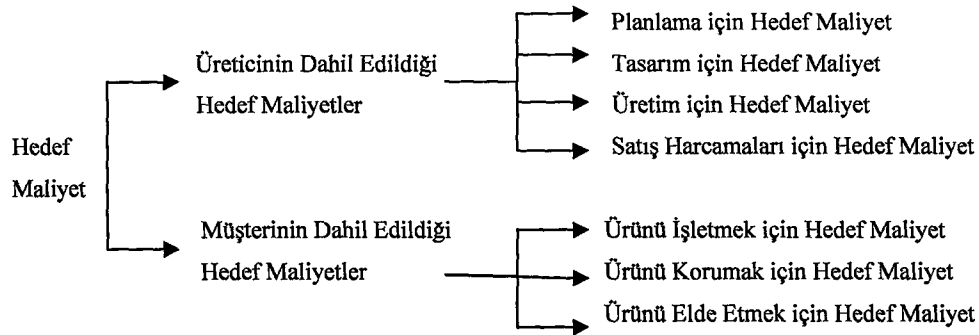 Hedef
Maliyet
Üreticinin Dahil Edildiği
Hedef Maliyetler
Planlama için Hedef Maliyet
Tasarım için Hedef Maliyet
Üretim için Hedef Maliyet
Satış Harcamaları için Hedef Maliyet
Müşterinin Dahil Edildiği
Hedef Maliyetler
Ürünü İşletmek için Hedef Maliyet
Ürünü Korumak için Hedef Maliyet
Ürünü Elde Etmek için Hedef Maliyet